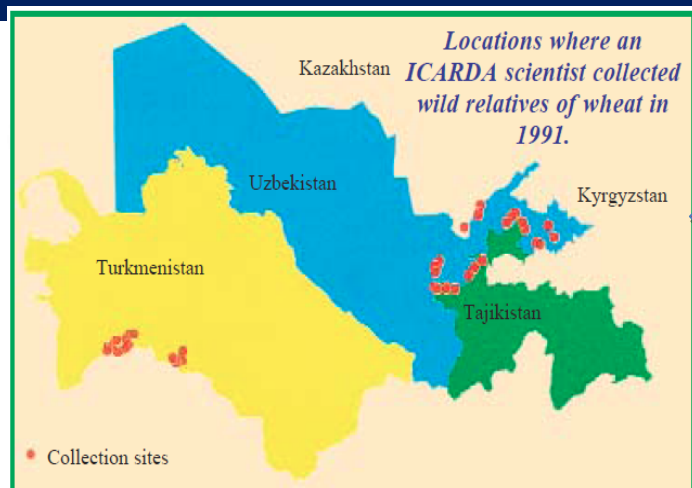 Locations where an
ICARDA scientist collected
wild relatives of wheat in
1991.
Kazakhstan
Uzbekistan
Kyrgyzstan
Turkmenistan
Tajikistan
Collection sites